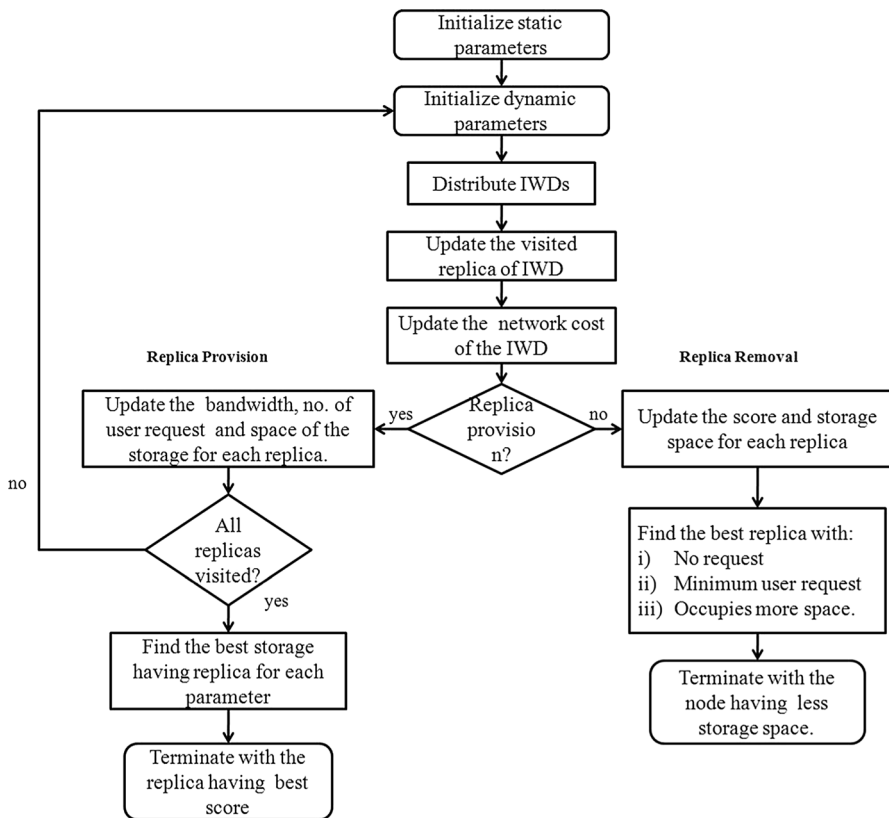 Initialize static
parameters
Initialize dynamic
parameters
Distribute IWDs
Update the visited
replica of IWD
Update the network cost
of the IWD
Replica Provision
Replica Removal
Update the bandwidth, no. of
user request and space of the
storage for each replica.
yes
Replica
provisio
n?
no
Update the score and storage
space for each replica
no
All
replicas
visited?
yes
Find the best replica with:
i) No request
ii) Minimum user request
iii) Occupies more space.
Find the best storage
having replica for each
parameter
Terminate with the
node having less
storage space.
Terminate with the
replica having best
score